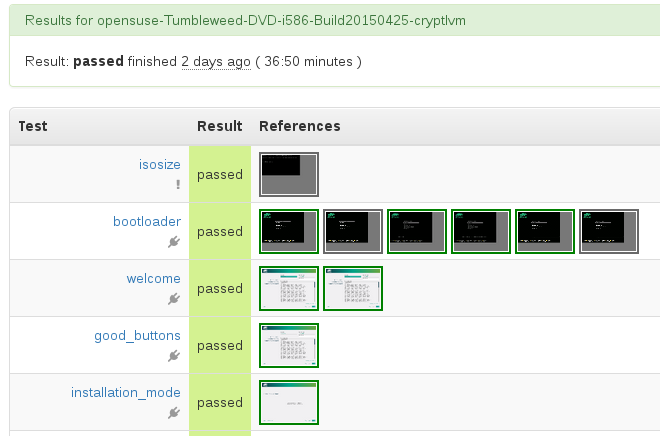 Results for opensuse-Tumbleweed-DVD-i586-Build20150425-cryptlvm
Result: passed finished 2 days ago ( 36:50 minutes )
Test Result References
isosize passed
bootloader passed
welcome passed
good_buttons passed
installation_mode passed